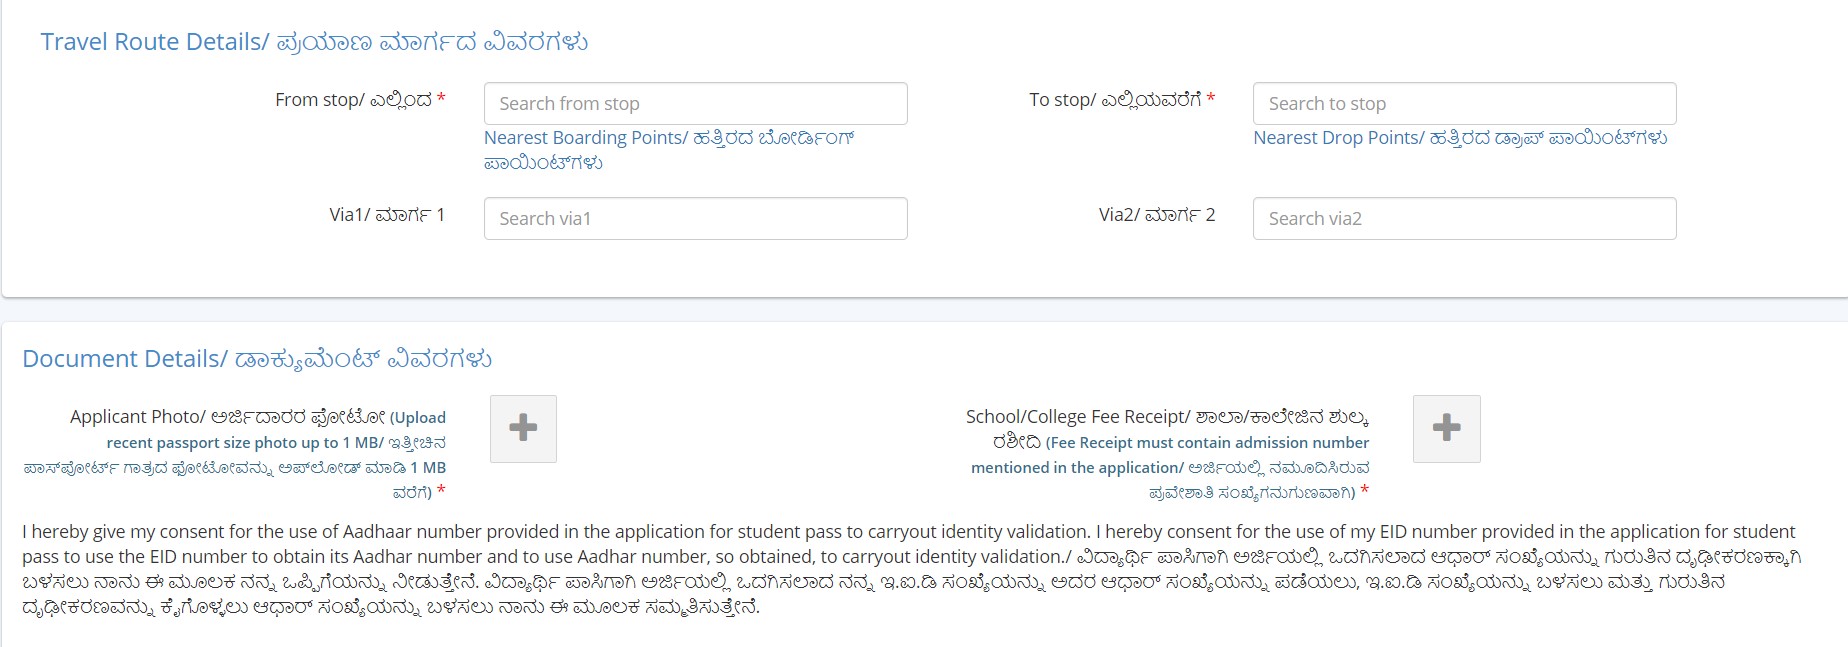 Travel Route Details/ ಪ್ರಯಾಣ ಮಾರ್ಗದ ವಿವರಗಳು
From stop/ ಎಲ್ಲಿಂದ * Search from stop To stop/ ಎಲ್ಲಿಯವರೆಗೆ * Search to stop
Nearest Boarding Points/ ಹತ್ತಿರದ ಬೋರ್ಡಿಂಗ್
ಪಾಯಿಂಟ್‌ಗಳು
Nearest Drop Points/ ಹತ್ತಿರದ ಡ್ರಾಪ್ ಪಾಯಿಂಟ್‌ಗಳು
Via1/ ಮಾರ್ಗ 1 Search via1 Via2/ ಮಾರ್ಗ 2 Search via2
Document Details/ ಡಾಕ್ಯುಮೆಂಟ್ ವಿವರಗಳು
Applicant Photo/ ಅರ್ಜಿದಾರರ ಫೋಟೋ (Upload
recent passport size photo up to 1 MB/ ಇತ್ತೀಚಿನ
ಪಾಸ್‌ಪೋರ್ಟ್ ಗಾತ್ರದ ಫೋಟೋವನ್ನು ಅಪ್‌ಲೋಡ್ ಮಾಡಿ 1 MB
ವರೆಗೆ) *
School/College Fee Receipt/ ಶಾಲಾ/ಕಾಲೇಜಿನ ಶುಲ್ಕ
ರಶೀದಿ (Fee Receipt must contain admission number
mentioned in the application/ ಅರ್ಜಿಯಲ್ಲಿ ನಮೂದಿಸಿರುವ
ಪ್ರವೇಶಾತಿ ಸಂಖ್ಯೆಗನುಗುಣವಾಗಿ) *
I hereby give my consent for the use of Aadhaar number provided in the application for student pass to carryout identity validation. I hereby consent for the use of my EID number provided in the application for student
pass to use the EID number to obtain its Aadhar number and to use Aadhar number, so obtained, to carryout identity validation./ ವಿದ್ಯಾರ್ಥಿ ಪಾಸಿಗಾಗಿ ಅರ್ಜಿಯಲ್ಲಿ ಒದಗಿಸಲಾದ ಆಧಾರ್ ಸಂಖ್ಯೆಯನ್ನು ಗುರುತಿನ ದೃಢೀಕರಣಕ್ಕಾಗಿ
ಬಳಸಲು ನಾನು ಈ ಮೂಲಕ ನನ್ನ ಒಪ್ಪಿಗೆಯನ್ನು ನೀಡುತ್ತೇನೆ. ವಿದ್ಯಾರ್ಥಿ ಪಾಸಿಗಾಗಿ ಅರ್ಜಿಯಲ್ಲಿ ಒದಗಿಸಲಾದ ನನ್ನ ಇ.ಐ.ಡಿ ಸಂಖ್ಯೆಯನ್ನು ಅದರ ಆಧಾರ್ ಸಂಖ್ಯೆಯನ್ನು ಪಡೆಯಲು, ಇ.ಐ.ಡಿ ಸಂಖ್ಯೆಯನ್ನು ಬಳಸಲು ಮತ್ತು ಗುರುತಿನ
ದೃಢೀಕರಣವನ್ನು ಕೈಗೊಳ್ಳಲು ಆಧಾರ್ ಸಂಖ್ಯೆಯನ್ನು ಬಳಸಲು ನಾನು ಈ ಮೂಲಕ ಸಮ್ಮತಿಸುತ್ತೇನೆ.